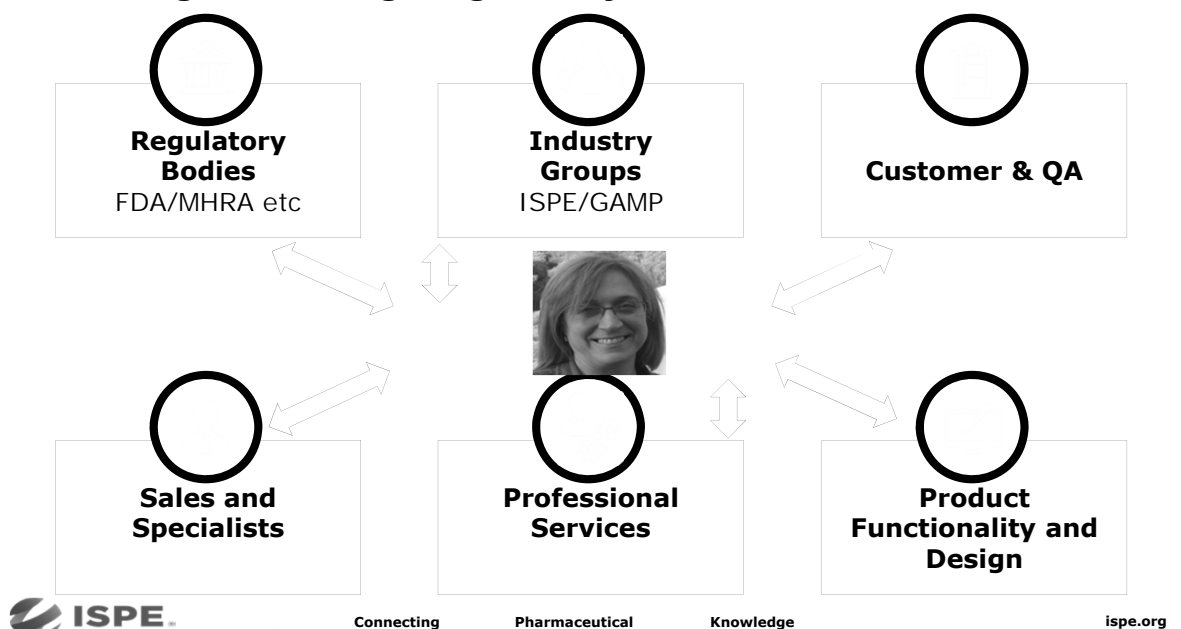 Regulatory
Bodies
FDA/MHRA etc
Industry
Groups
ISPE/GAMP
Customer & QA
Sales and
Specialists
Professional
Services
Product
Functionality and
Design
ISPE.
Connecting Pharmaceutical Knowledge
ispe.org